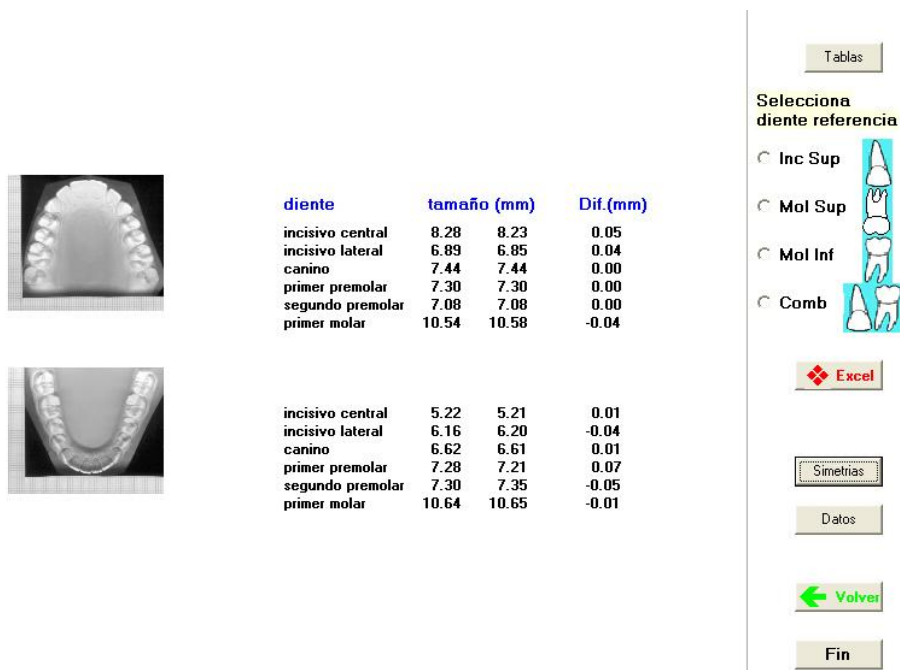 diente tamaño (mm) Dif.(mm)
incisivo central 8.28 8.23 0.05
incisivo lateral 6.89 6.85 0.04
canino 7.44 7.44 0.00
primer premolar 7.30 7.30 0.00
segundo premolar 7.08 7.08 0.00
primer molar 10.54 10.58 -0.04
incisivo central 5.22 5.21 0.01
incisivo lateral 6.16 6.20 -0.04
canino 6.62 6.61 0.01
primer premolar 7.28 7.21 0.07
segundo premolar 7.30 7.35 -0.05
primer molar 10.64 10.65 -0.01
Tablas
Selecciona
diente referencia
Inc Sup
Mol Sup
Mol Inf
Comb
Excel
Simetrias
Datos
Volver
Fin